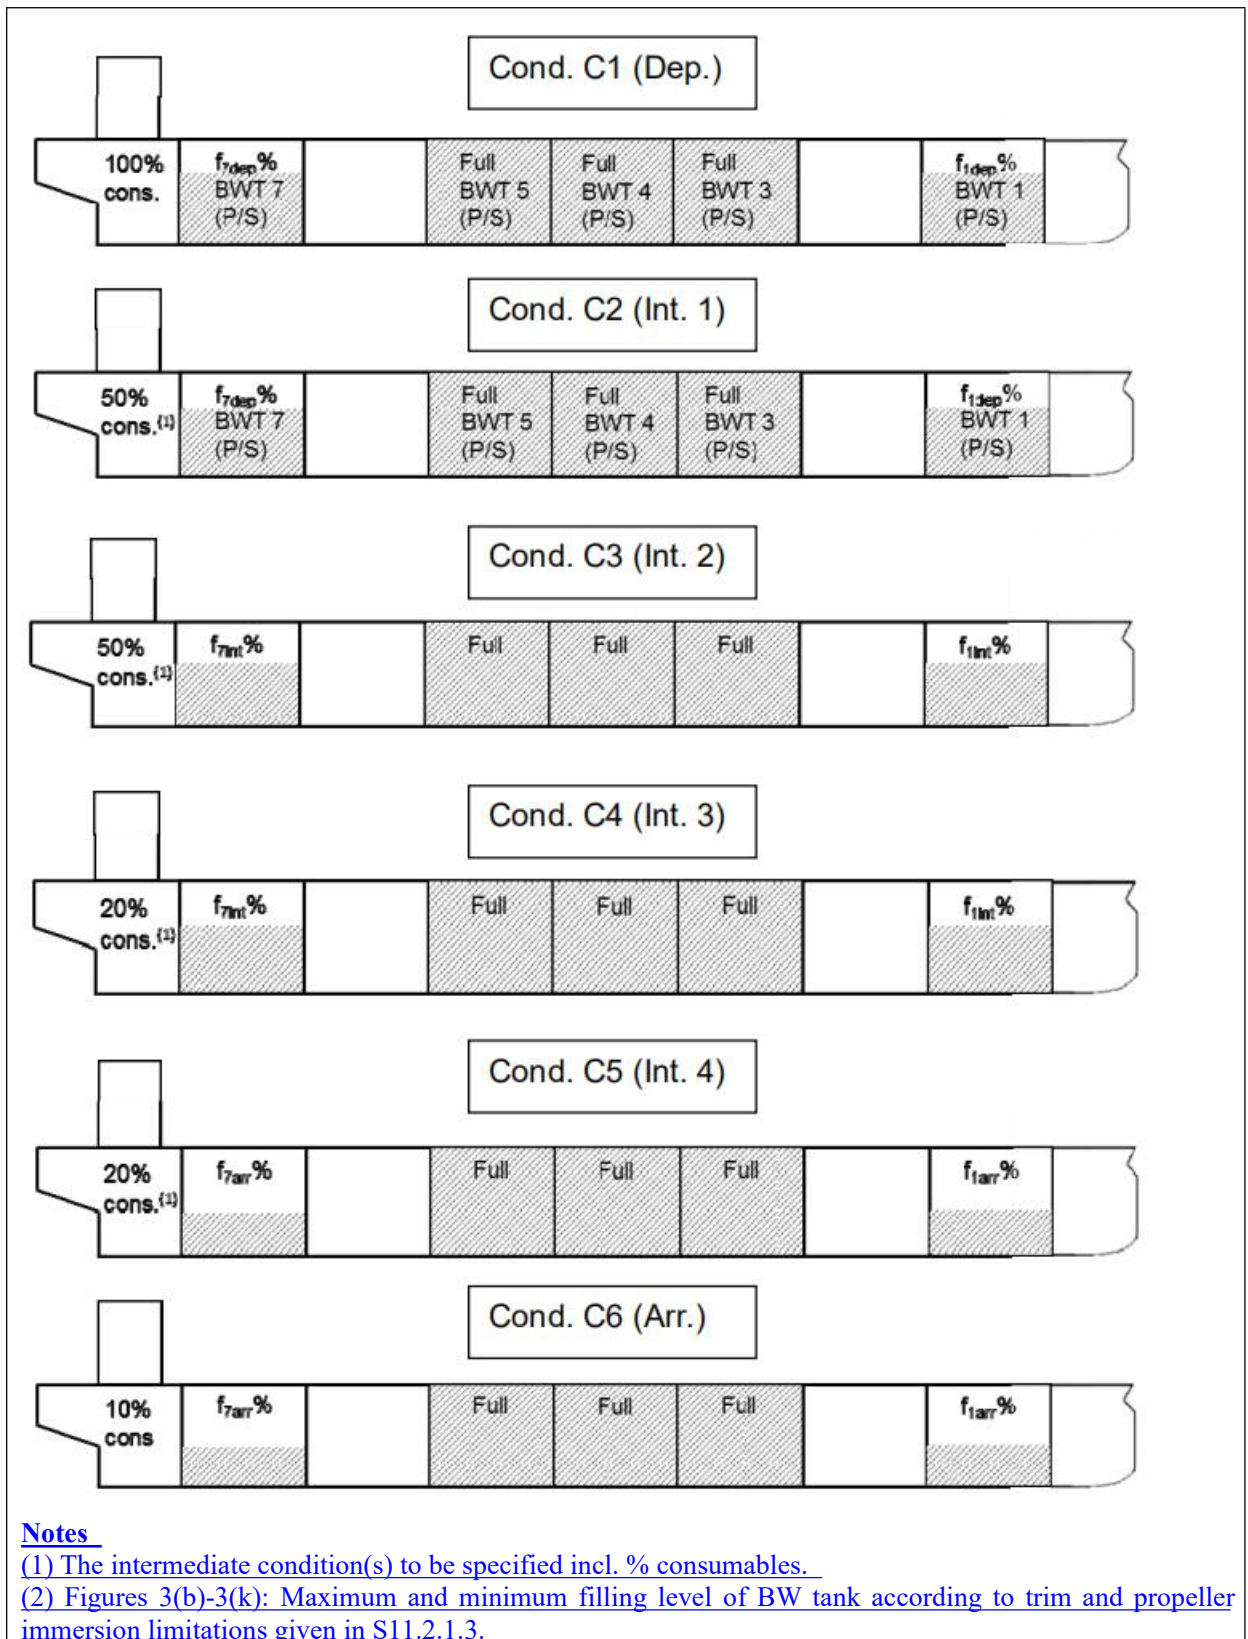 Cond. C1 (Dep.)
100%
cons.
f7dep%
BWT 7
(P/S)
Full
BWT 5
(P/S)
Full
BWT 4
(P/S)
Full
BWT 3
(P/S)
f1dep%
BWT 1
(P/S)
Cond. C2 (Int. 1)
50%
cons.{1}
f7dep%
BWT 7
(P/S)
Full
BWT 5
(P/S)
Full
BWT 4
(P/S)
Full
BWT 3
(P/S)
f1dep%
BWT 1
(P/S)
Cond. C3 (Int. 2)
50%
cons.{1}
f7int%
Full
Full
Full
f1int%
Cond. C4 (Int. 3)
20%
cons.{1}
f7int%
Full
Full
Full
f1int%
Cond. C5 (Int. 4)
20%
cons.{1}
f7arr%
Full
Full
Full
f1arr%
Cond. C6 (Arr.)
10%
cons
f7arr%
Full
Full
Full
f1arr%
Notes
(1) The intermediate condition(s) to be specified incl. % consumables.
(2) Figures 3(b)-3(k): Maximum and minimum filling level of BW tank according to trim and propeller
immersion limitations given in S11.2.1.3.